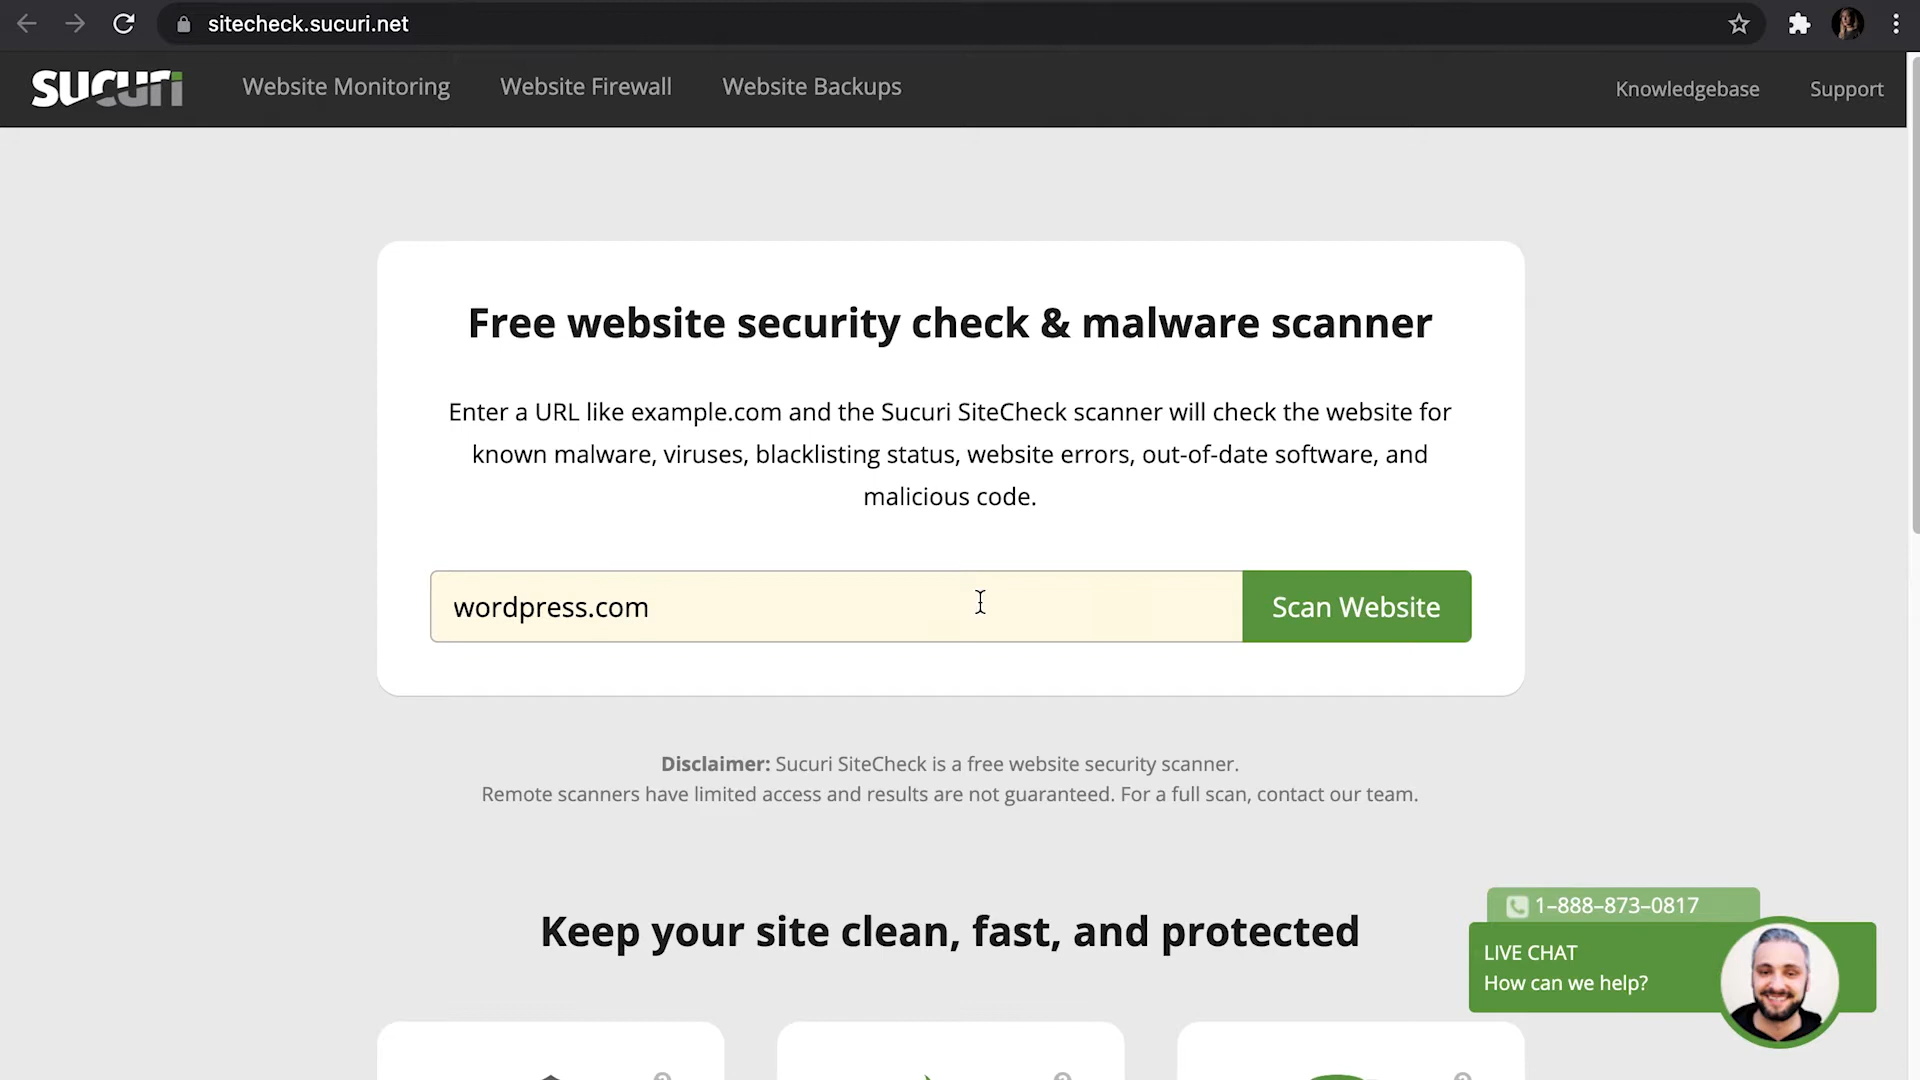 sitecheck.sucuri.net
sucuri
Website Monitoring
Website Firewall
Website Backups
Knowledgebase
Support
Free website security check & malware scanner
Enter a URL like example.com and the Sucuri SiteCheck scanner will check the website for
known malware, viruses, blacklisting status, website errors, out-of-date software, and
malicious code.
wordpress.com
Scan Website
Disclaimer: Sucuri SiteCheck is a free website security scanner.
Remote scanners have limited access and results are not guaranteed. For a full scan, contact our team.
Keep your site clean, fast, and protected
1–888–873–0817
LIVE CHAT
How can we help?